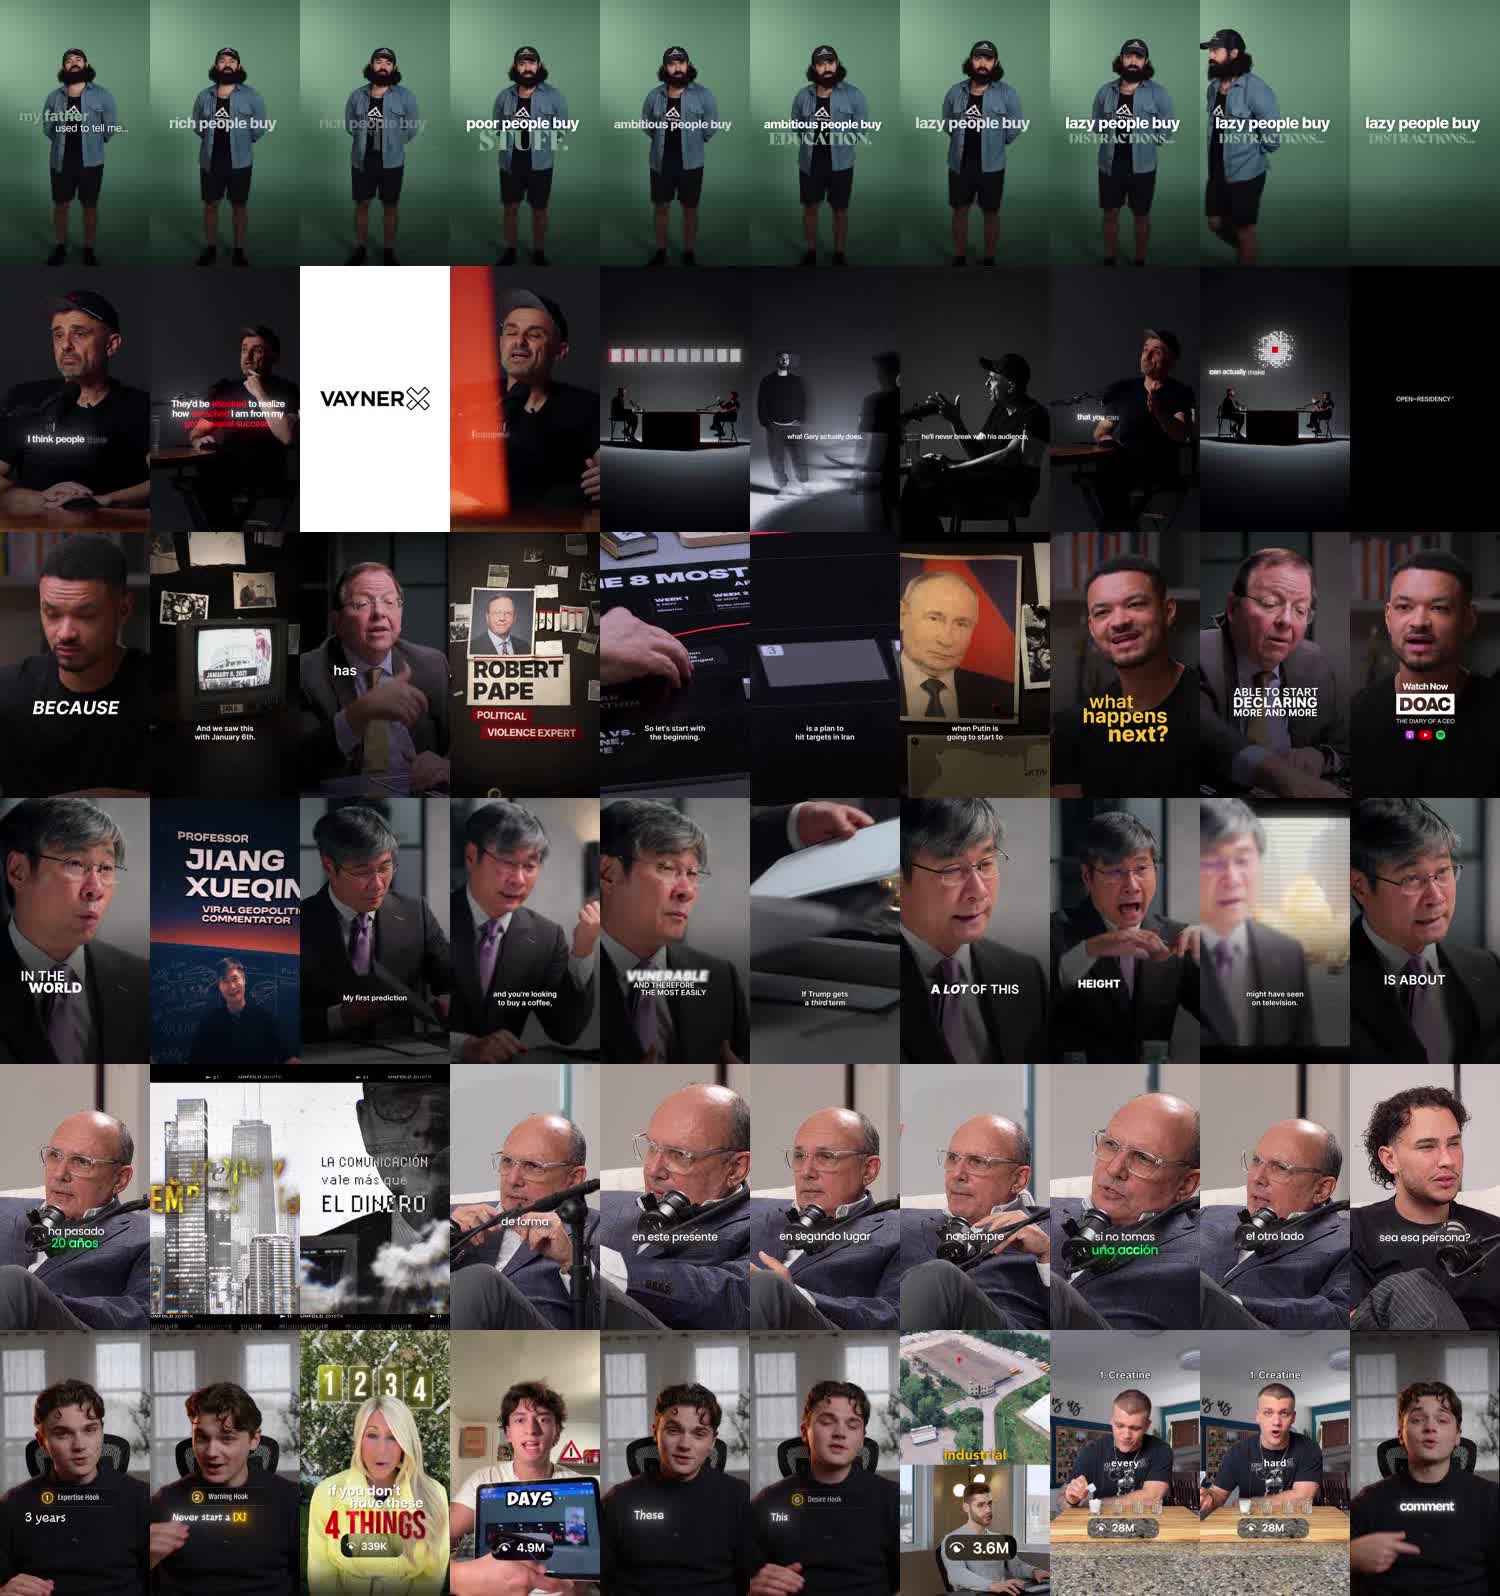 my father
used to tell me...
rich people buy
rich people buy
poor people buy
STUFF.
ambitious people buy
ambitious people buy
EDUCATION.
lazy people buy
lazy people buy
DISTRACTIONS...
lazy people buy
DISTRACTIONS...
lazy people buy
DISTRACTIONS...
I think people
They'd be shocked to realize
how detached I am from my
professional success.
VAYNERX
what Gary actually does.
he'll never break with his audience,
that you can
can actually make
OPEN—RESIDENCY
BECAUSE
JANUARY 6, 2021
And we saw this
with January 6th.
has
ROBERT
PAPE
POLITICAL
VIOLENCE EXPERT
E 8 MOST
WEEK 1
WEEK 2
So let's start with
the beginning.
3
is a plan to
hit targets in Iran
when Putin is
going to start to
what
happens
next?
ABLE TO START
DECLARING
MORE AND MORE
Watch Now
DOAC
THE DIARY OF A CEO
IN THE
WORLD
PROFESSOR
JIANG
XUEQIN
VIRAL GEOPOLITI
COMMENTATOR
My first prediction
and you're looking
to buy a coffee,
VUNERABLE
AND THEREFORE
THE MOST EASILY
If Trump gets
a third term
A LOT OF THIS
HEIGHT
might have seen
on television.
IS ABOUT
ha pasado
20 años
LA COMUNICACIÓN
vale más que
EL DINERO
de forma
en este presente
en segundo lugar
no siempre
si no tomas
una acción
el otro lado
sea esa persona?
1 Expertise Hook
3 years
2 Warning Hook
Never start a [X]
1 2 3 4
if you don't
have these
4 THINGS
339K
DAYS
4.9M
These
6 Desire Hook
This
industrial
3.6M
1. Creatine
every
28M
1. Creatine
hard
28M
comment